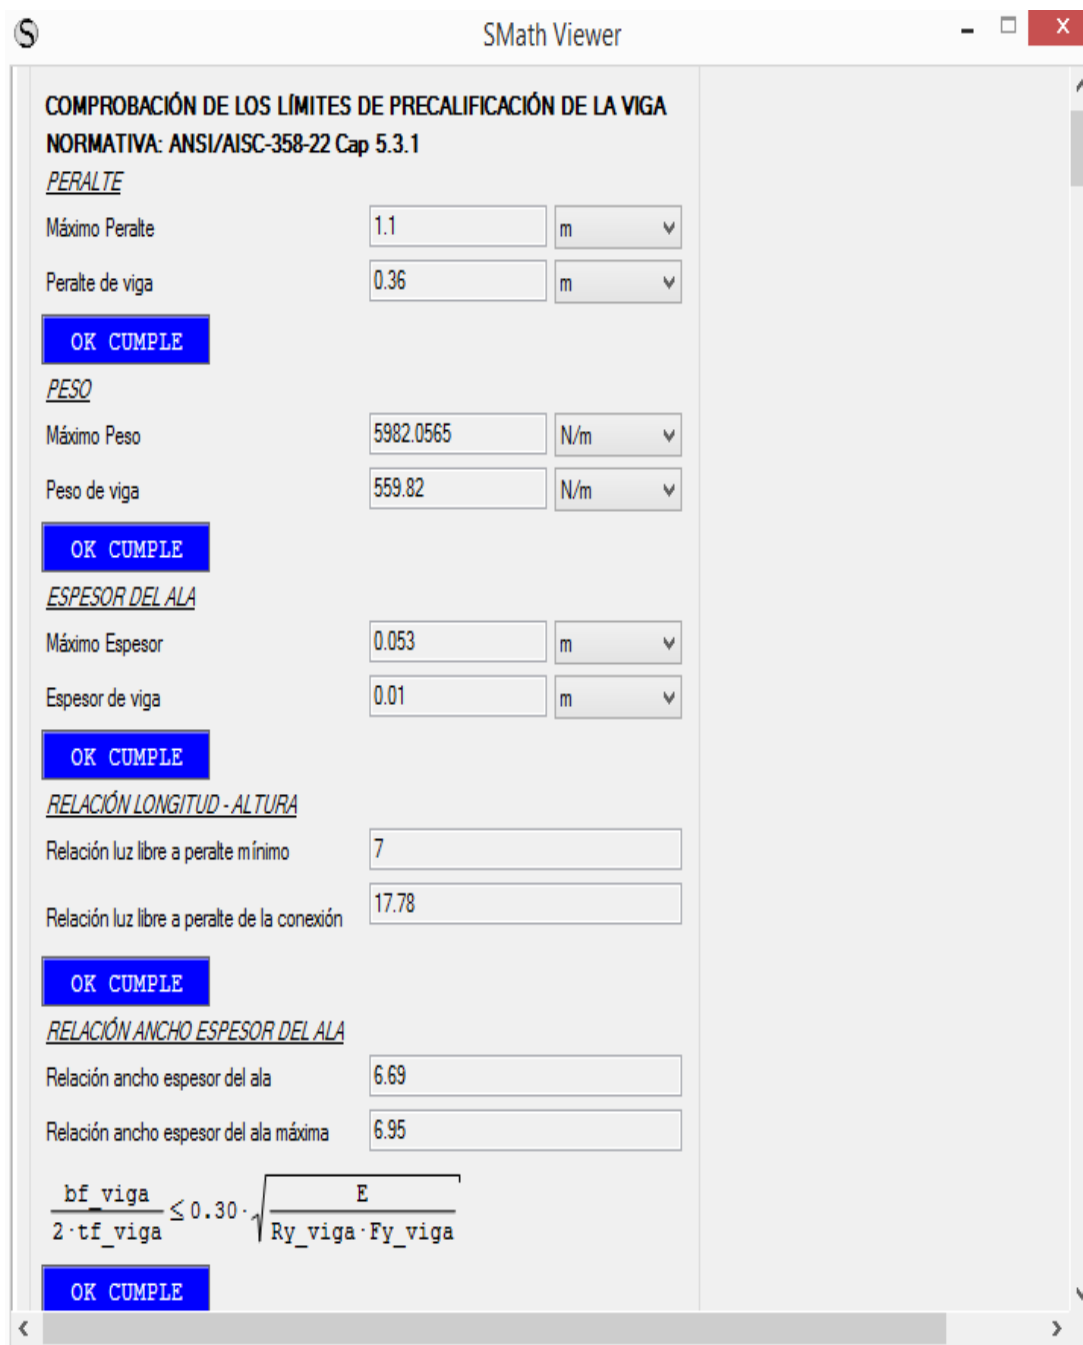 SMath Viewer
COMPROBACIÓN DE LOS LÍMITES DE PRECALIFICACIÓN DE LA VIGA
NORMATIVA: ANSI/AISC-358-22 Cap 5.3.1
PERALTE
Máximo Peralte 1.1 m
Peralte de viga 0.36 m
OK CUMPLE
PESO
Máximo Peso 5982.0565 N/m
Peso de viga 559.82 N/m
OK CUMPLE
ESPESOR DEL ALA
Máximo Espesor 0.053 m
Espesor de viga 0.01 m
OK CUMPLE
RELACIÓN LONGITUD - ALTURA
Relación luz libre a peralte mínimo 7
Relación luz libre a peralte de la conexión 17.78
OK CUMPLE
RELACIÓN ANCHO ESPESOR DEL ALA
Relación ancho espesor del ala 6.69
Relación ancho espesor del ala máxima 6.95
bf_viga / 2·tf_viga ≤ 0.30·√(E / Ry_viga·Fy_viga)
OK CUMPLE